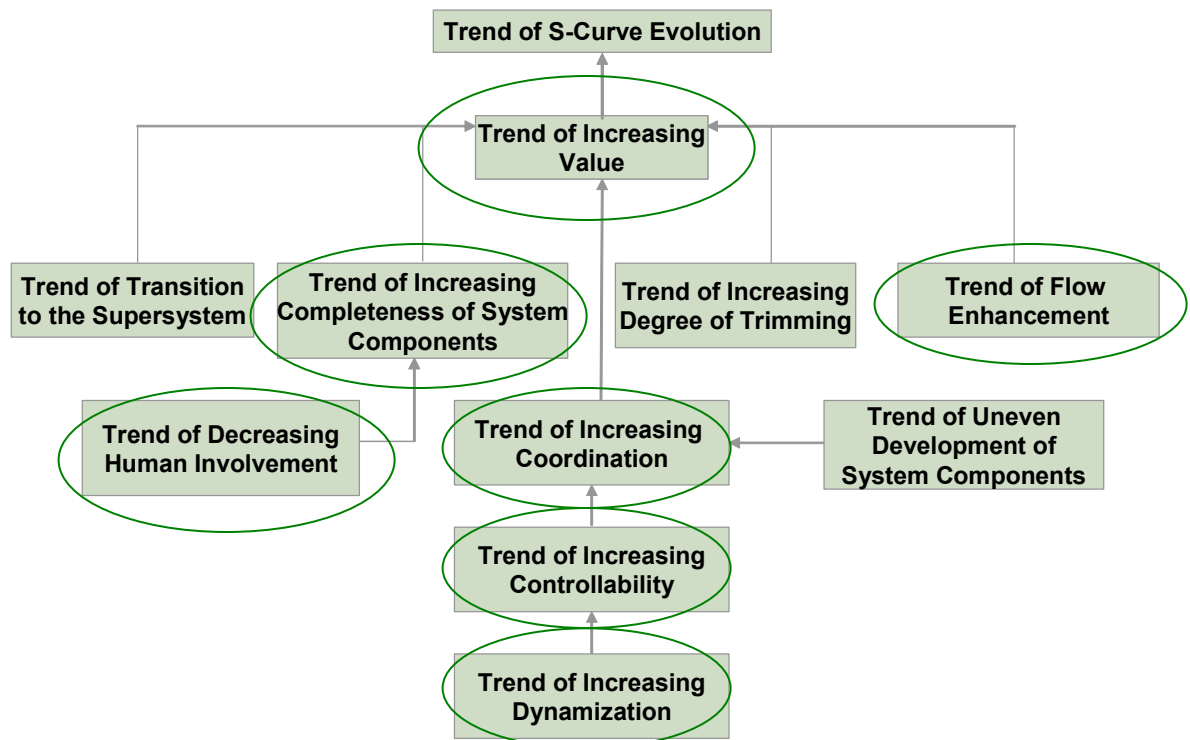 Trend of S-Curve Evolution
Trend of Increasing
Value
Trend of Transition
to the Supersystem
Trend of Increasing
Completeness of System
Components
Trend of Increasing
Degree of Trimming
Trend of Flow
Enhancement
Trend of Decreasing
Human Involvement
Trend of Increasing
Coordination
Trend of Uneven
Development of
System Components
Trend of Increasing
Controllability
Trend of Increasing
Dynamization